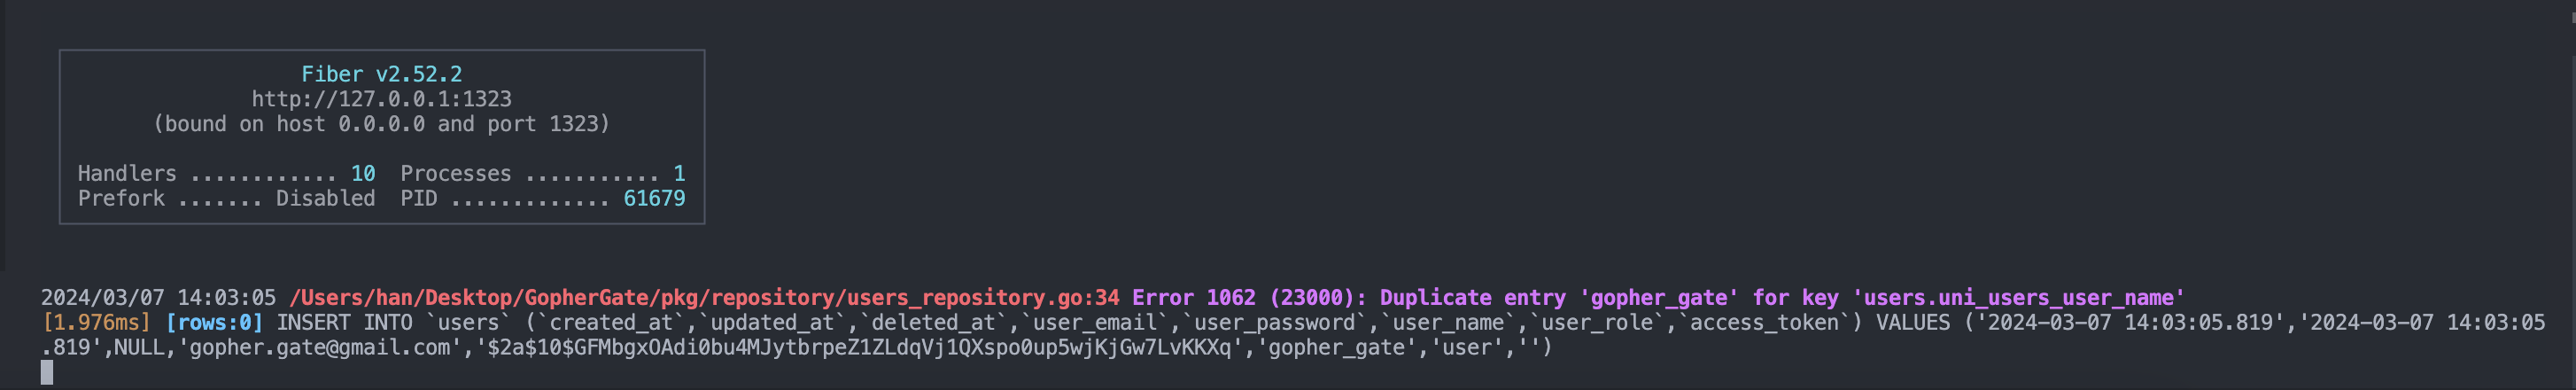 Fiber v2.52.2
http://127.0.0.1:1323
(bound on host 0.0.0.0 and port 1323)
Handlers ............ 10  Processes ........... 1
Prefork ....... Disabled  PID ............. 61679
2024/03/07 14:03:05 /Users/han/Desktop/GopherGate/pkg/repository/users_repository.go:34 Error 1062 (23000): Duplicate entry 'gopher_gate' for key 'users.uni_users_user_name'
[1.976ms] [rows:0] INSERT INTO `users` (`created_at`,`updated_at`,`deleted_at`,`user_email`,`user_password`,`user_name`,`user_role`,`access_token`) VALUES ('2024-03-07 14:03:05.819','2024-03-07 14:03:05
.819',NULL,'gopher.gate@gmail.com','$2a$10$GFMbgxOAdi0bu4MJytbrpeZ1ZLdqVj1QXspo0up5wjKjGw7LvKKXq','gopher_gate','user','')